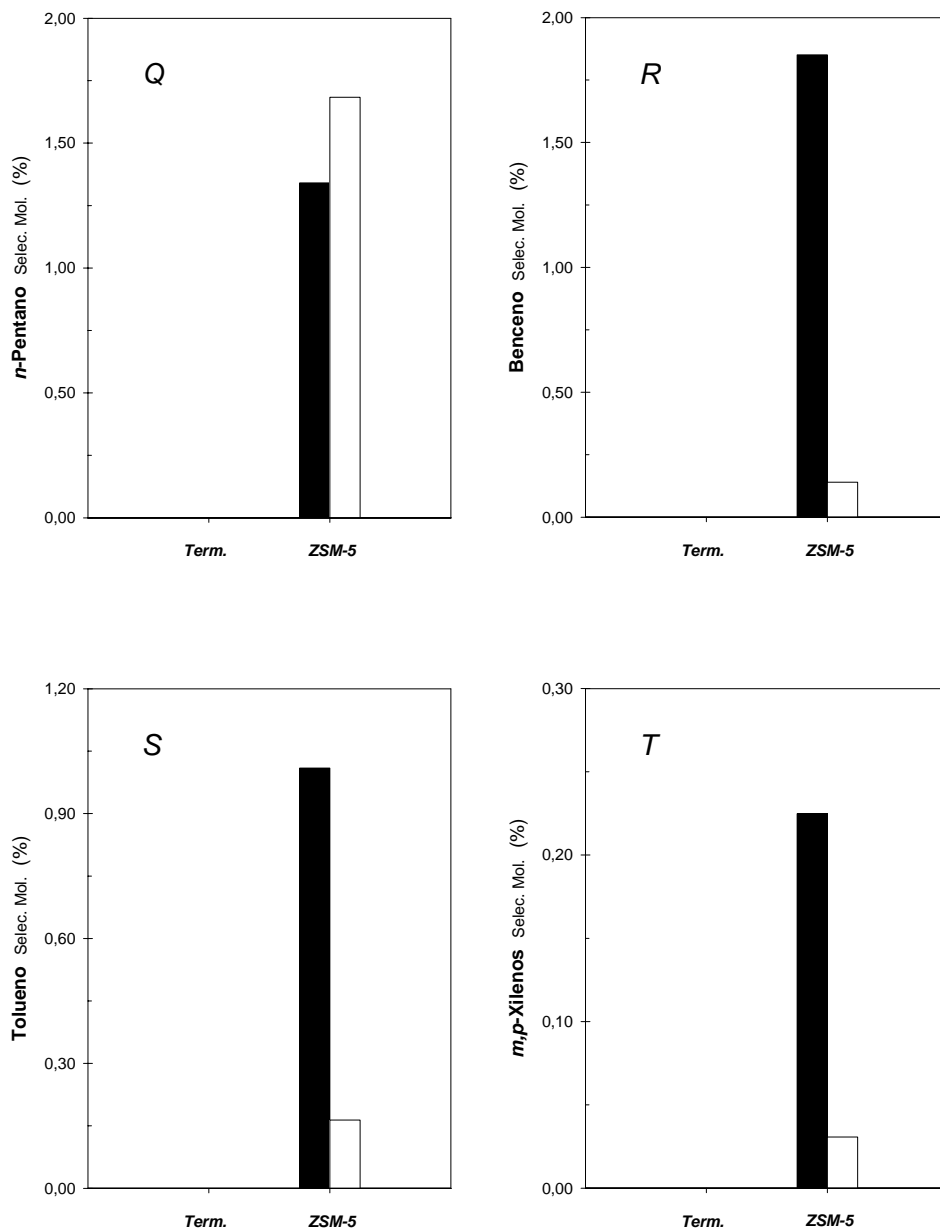 2,00
1,50
1,00
0,50
0,00
n-Pentano Selec. Mol. (%)
Q
Term.
ZSM-5
2,00
1,50
1,00
0,50
0,00
Benceno Selec. Mol. (%)
R
Term.
ZSM-5
1,20
0,90
0,60
0,30
0,00
Tolueno Selec. Mol. (%)
S
Term.
ZSM-5
0,30
0,20
0,10
0,00
m,p-Xilenos Selec. Mol. (%)
T
Term.
ZSM-5